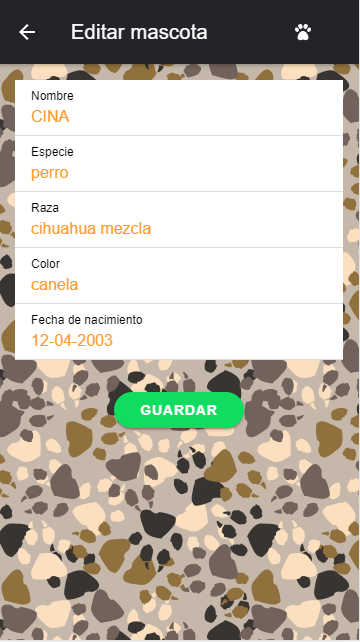 Editar mascota
Nombre
CINA
Especie
perro
Raza
cihuahua mezcla
Color
canela
Fecha de nacimiento
12-04-2003
GUARDAR